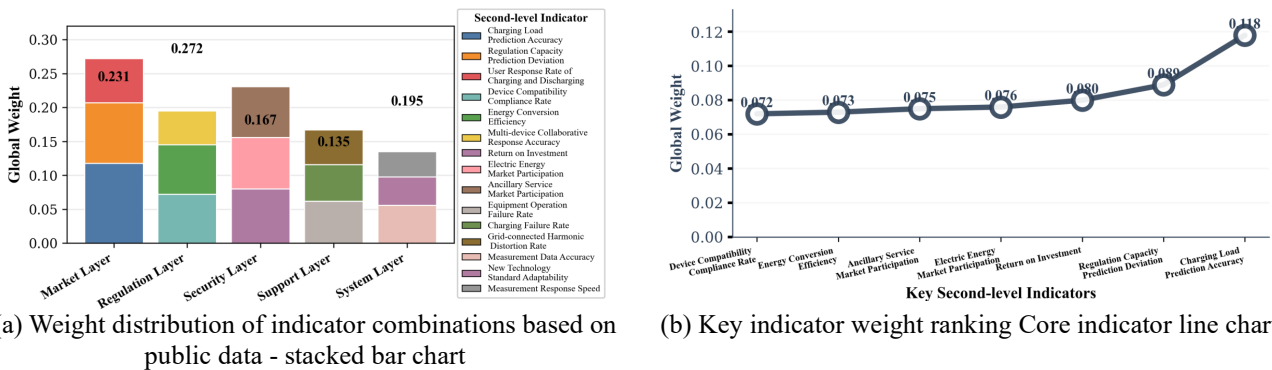 Global Weight
0.30
0.25
0.20
0.15
0.10
0.05
0.00
0.231
0.272
0.167
0.135
0.195
Market Layer
Regulation Layer
Security Layer
Support Layer
System Layer
Second-level Indicator
Charging Load
Prediction Accuracy
Regulation Capacity
Prediction Deviation
User Response Rate of
Charging and Discharging
Device Compatibility
Compliance Rate
Energy Conversion
Efficiency
Multi-device Collaborative
Response Accuracy
Return on Investment
Electric Energy
Market Participation
Ancillary Service
Market Participation
Equipment Operation
Failure Rate
Charging Failure Rate
Grid-connected Harmonic
Distortion Rate
Measurement Data Accuracy
New Technology
Standard Adaptability
Measurement Response Speed
a) Weight distribution of indicator combinations based on
public data - stacked bar chart
Global Weight
0.12
0.10
0.08
0.06
0.04
0.02
0.00
0.072
0.073
0.075
0.076
0.080
0.089
0.118
Device Compatibility
Compliance Rate
Energy Conversion
Efficiency
Ancillary Service
Market Participation
Electric Energy
Market Participation
Return on Investment
Regulation Capacity
Prediction Deviation
Charging Load
Prediction Accuracy
Key Second-level Indicators
(b) Key indicator weight ranking Core indicator line char